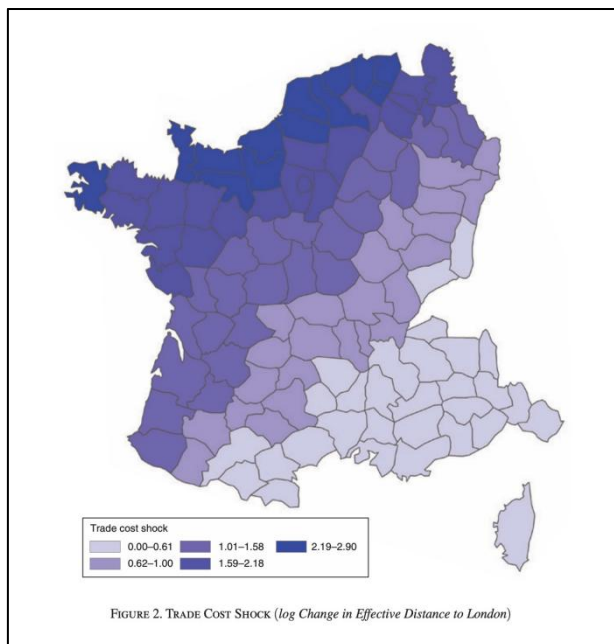 Trade cost shock
0.00–0.61 1.01–1.58 2.19–2.90
0.62–1.00 1.59–2.18
FIGURE 2. TRADE COST SHOCK (log Change in Effective Distance to London)